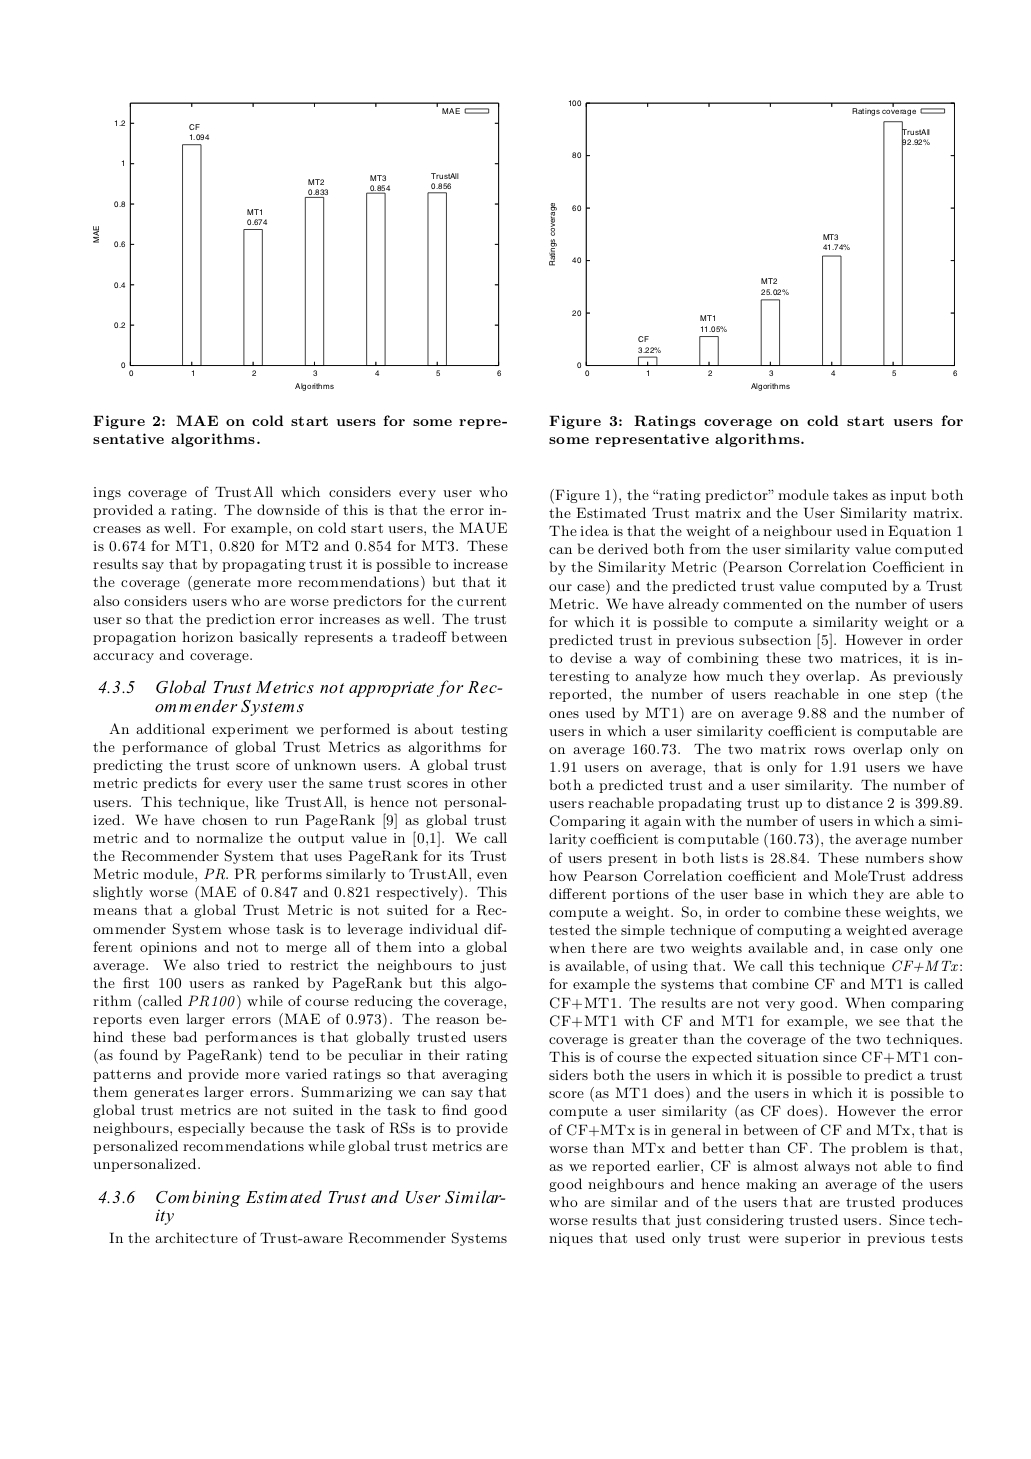 MAE
1.2
1
0.8
0.6
0.4
0.2
0
MAE
CF
1.094
MT1
0.674
MT2
0.833
MT3
0.854
TrustAll
0.856
0 1 2 3 4 5 6
Algorithms
Figure 2: MAE on cold start users for some repre-
sentative algorithms.
ings coverage of TrustAll which considers every user who
provided a rating. The downside of this is that the error in-
creases as well. For example, on cold start users, the MAUE
is 0.674 for MT1, 0.820 for MT2 and 0.854 for MT3. These
results say that by propagating trust it is possible to increase
the coverage (generate more recommendations) but that it
also considers users who are worse predictors for the current
user so that the prediction error increases as well. The trust
propagation horizon basically represents a tradeoff between
accuracy and coverage.
4.3.5 Global Trust Metrics not appropriate for Rec-
ommender Systems
An additional experiment we performed is about testing
the performance of global Trust Metrics as algorithms for
predicting the trust score of unknown users. A global trust
metric predicts for every user the same trust scores in other
users. This technique, like TrustAll, is hence not personal-
ized. We have chosen to run PageRank [9] as global trust
metric and to normalize the output value in [0,1]. We call
the Recommender System that uses PageRank for its Trust
Metric module, PR. PR performs similarly to TrustAll, even
slightly worse (MAE of 0.847 and 0.821 respectively). This
means that a global Trust Metric is not suited for a Rec-
ommender System whose task is to leverage individual dif-
ferent opinions and not to merge all of them into a global
average. We also tried to restrict the neighbours to just
the first 100 users as ranked by PageRank but this algo-
rithm (called PR100) while of course reducing the coverage,
reports even larger errors (MAE of 0.973). The reason be-
hind these bad performances is that globally trusted users
(as found by PageRank) tend to be peculiar in their rating
patterns and provide more varied ratings so that averaging
them generates larger errors. Summarizing we can say that
global trust metrics are not suited in the task to find good
neighbours, especially because the task of RSs is to provide
personalized recommendations while global trust metrics are
unpersonalized.
4.3.6 Combining Estimated Trust and User Similar-
ity
In the architecture of Trust-aware Recommender Systems
Ratings coverage
100
80
60
40
20
0
Ratings coverage
CF
3.22%
MT1
11.05%
MT2
25.02%
MT3
41.74%
TrustAll
92.92%
0 1 2 3 4 5 6
Algorithms
Figure 3: Ratings coverage on cold start users for
some representative algorithms.
(Figure 1), the “rating predictor” module takes as input both
the Estimated Trust matrix and the User Similarity matrix.
The idea is that the weight of a neighbour used in Equation 1
can be derived both from the user similarity value computed
by the Similarity Metric (Pearson Correlation Coefficient in
our case) and the predicted trust value computed by a Trust
Metric. We have already commented on the number of users
for which it is possible to compute a similarity weight or a
predicted trust in previous subsection [5]. However in order
to devise a way of combining these two matrices, it is in-
teresting to analyze how much they overlap. As previously
reported, the number of users reachable in one step (the
ones used by MT1) are on average 9.88 and the number of
users in which a user similarity coefficient is computable are
on average 160.73. The two matrix rows overlap only on
1.91 users on average, that is only for 1.91 users we have
both a predicted trust and a user similarity. The number of
users reachable propadating trust up to distance 2 is 399.89.
Comparing it again with the number of users in which a simi-
larity coefficient is computable (160.73), the average number
of users present in both lists is 28.84. These numbers show
how Pearson Correlation coefficient and MoleTrust address
different portions of the user base in which they are able to
compute a weight. So, in order to combine these weights, we
tested the simple technique of computing a weighted average
when there are two weights available and, in case only one
is available, of using that. We call this technique CF+MTx:
for example the systems that combine CF and MT1 is called
CF+MT1. The results are not very good. When comparing
CF+MT1 with CF and MT1 for example, we see that the
coverage is greater than the coverage of the two techniques.
This is of course the expected situation since CF+MT1 con-
siders both the users in which it is possible to predict a trust
score (as MT1 does) and the users in which it is possible to
compute a user similarity (as CF does). However the error
of CF+MTx is in general in between of CF and MTx, that is
worse than MTx and better than CF. The problem is that,
as we reported earlier, CF is almost always not able to find
good neighbours and hence making an average of the users
who are similar and of the users that are trusted produces
worse results that just considering trusted users. Since tech-
niques that used only trust were superior in previous tests